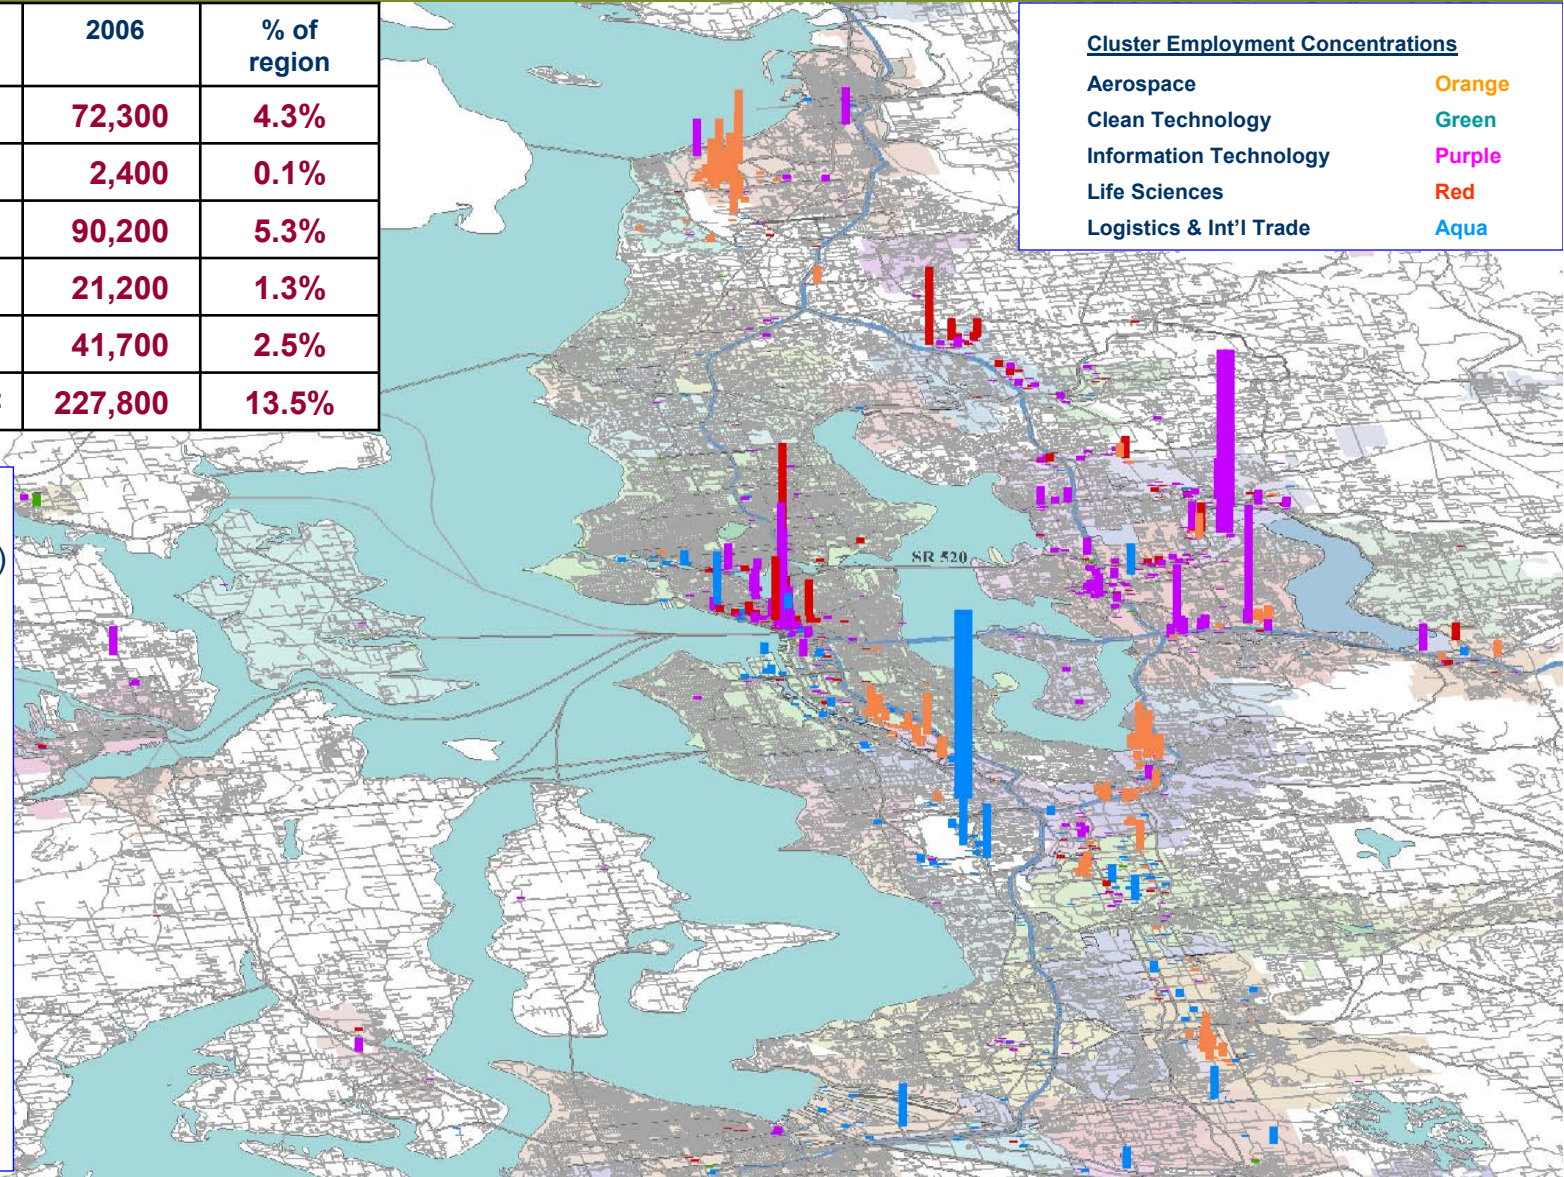 2006 % of
region
72,300 4.3%
2,400 0.1%
90,200 5.3%
21,200 1.3%
41,700 2.5%
: 227,800 13.5%
)
Cluster Employment Concentrations
Aerospace Orange
Clean Technology Green
Information Technology Purple
Life Sciences Red
Logistics & Int'l Trade Aqua
SR 520